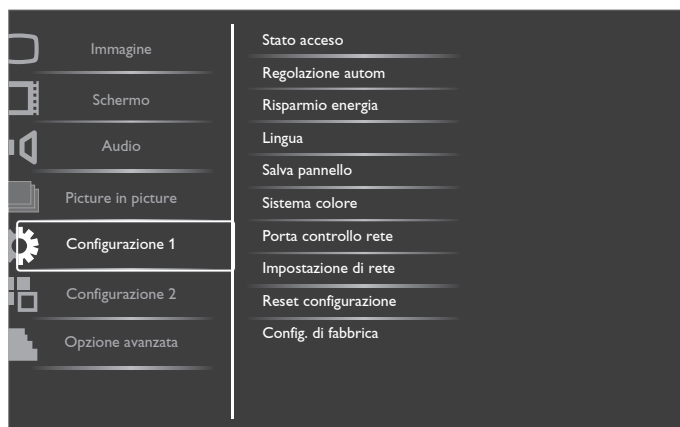 Immagine
Schermo
Audio
Picture in picture
Configurazione 1
Configurazione 2
Opzione avanzata
Stato acceso
Regolazione autom
Risparmio energia
Lingua
Salva pannello
Sistema colore
Porta controllo rete
Impostazione di rete
Reset configurazione
Config. di fabbrica